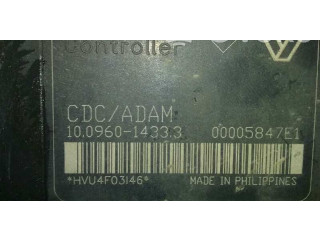 Controller
CDC/ADAM
10.0960-1433.3 00005847E1
*HVU4F03146* MADE IN PHILIPPINES